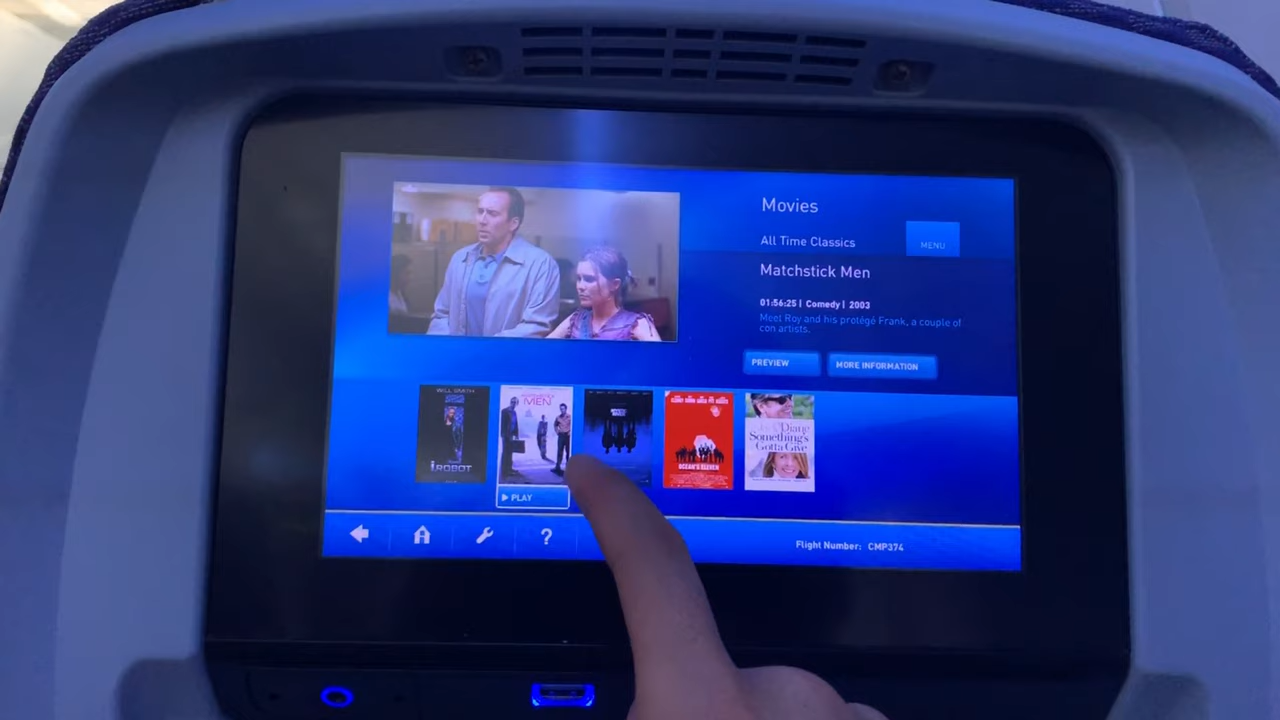 Movies
All Time Classics
MENU
Matchstick Men
01:56:25 | Comedy | 2003
Meet Roy and his protégé Frank, a couple of
con artists.
PREVIEW
MORE INFORMATION
WILL SMITH
I, ROBOT
MATCHSTICK
MEN
OCEAN'S ELEVEN
Diane
Something's
Gotta Give
PLAY
?
Flight Number: CMP374